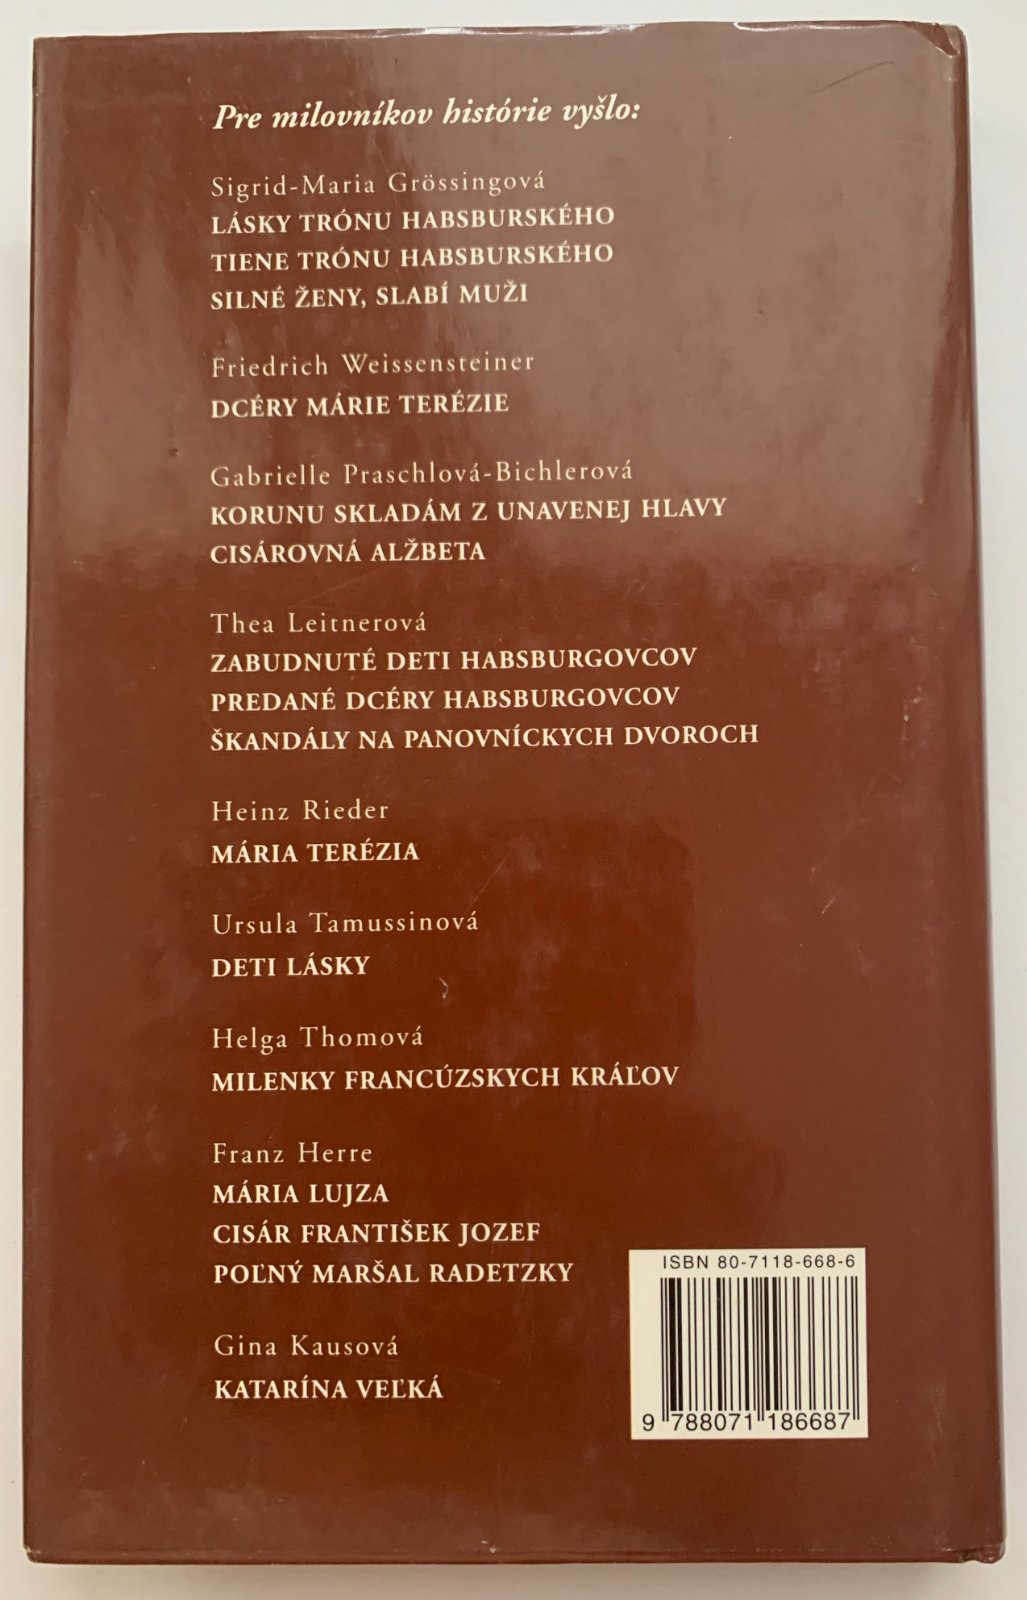 Pre milovníkov histórie vyšlo:
Sigrid-Maria Grössingová
LÁSKY TRÓNU HABSBURSKÉHO
TIENE TRÓNU HABSBURSKÉHO
SILNÉ ŽENY, SLABÍ MUŽI
Friedrich Weissensteiner
DCÉRY MÁRIE TERÉZIE
Gabrielle Praschlová-Bichlerová
KORUNU SKLADÁM Z UNAVENEJ HLAVY
CISÁROVNÁ ALŽBETA
Thea Leitnerová
ZABUDNUTÉ DETI HABSBURGOVCOV
PREDANÉ DCÉRY HABSBURGOVCOV
ŠKANDÁLY NA PANOVNÍCKYCH DVOROCH
Heinz Rieder
MÁRIA TERÉZIA
Ursula Tamussinová
DETI LÁSKY
Helga Thomová
MILENKY FRANCÚZSKYCH KRÁĽOV
Franz Herre
MÁRIA LUJZA
CISÁR FRANTIŠEK JOZEF
POĽNÝ MARŠAL RADETZKY
Gina Kausová
KATARÍNA VEĽKÁ
ISBN 80-7118-668-6
9 788071 186687